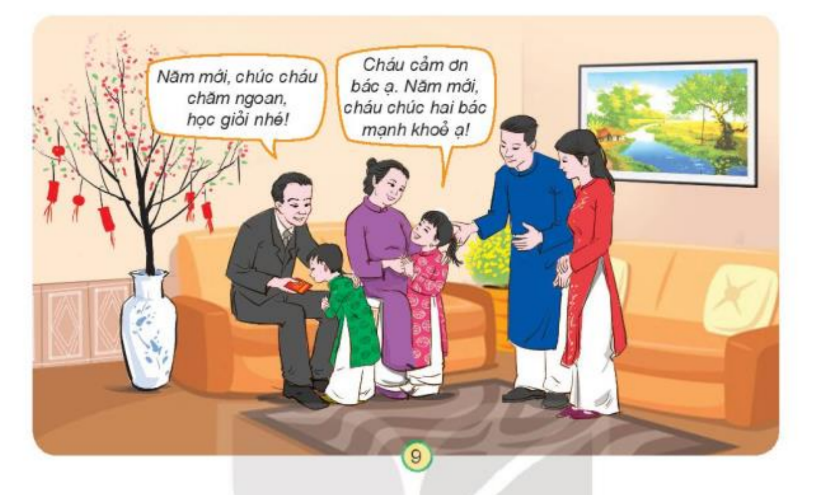 Năm mới, chúc cháu
chăm ngoan,
học giỏi nhé!
Cháu cảm ơn
bác ạ. Năm mới,
cháu chúc hai bác
mạnh khoẻ ạ!
9